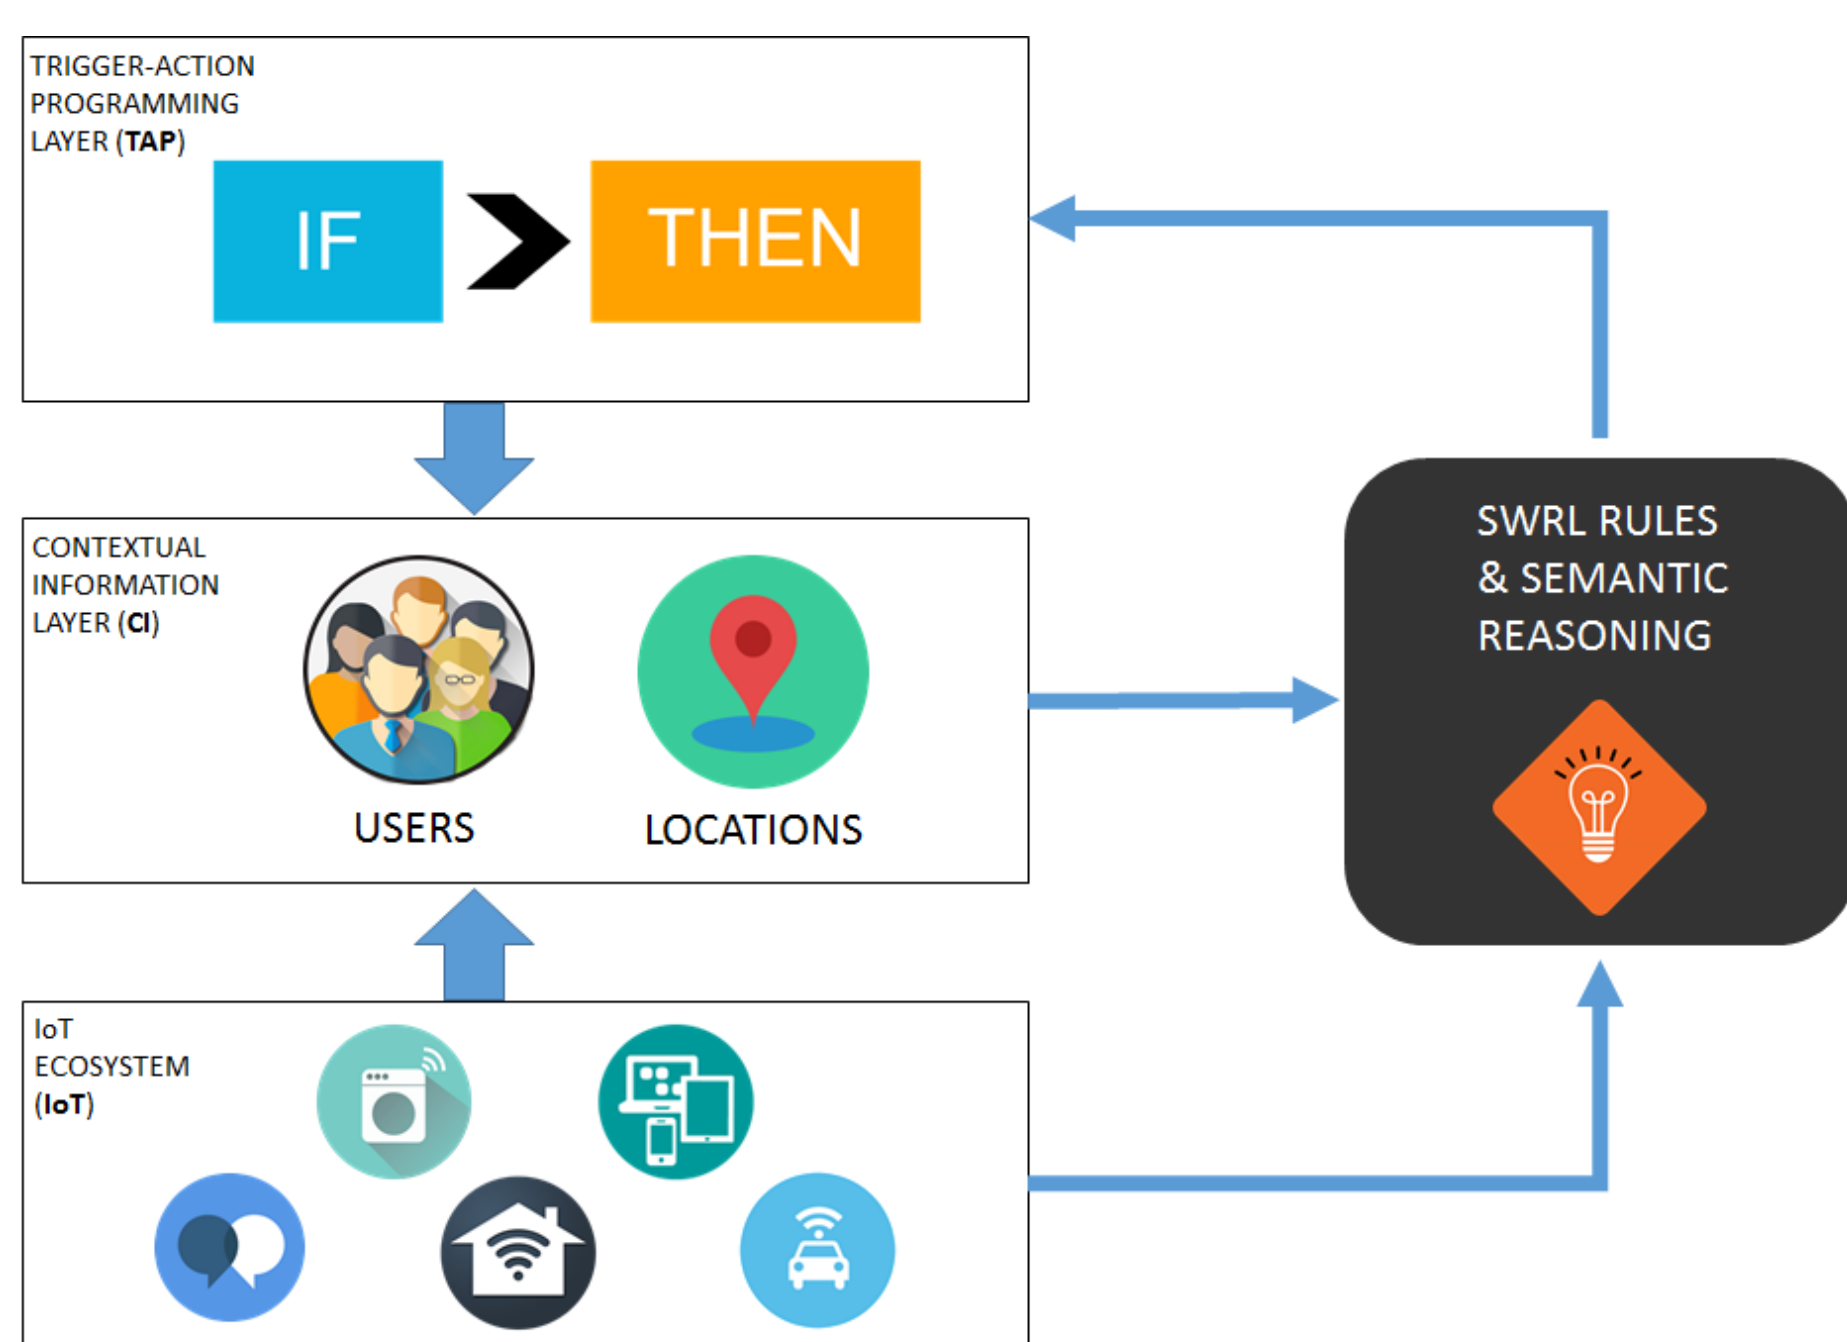 TRIGGER-ACTION
PROGRAMMING
LAYER (TAP)
IF
THEN
CONTEXTUAL
INFORMATION
LAYER (CI)
USERS
LOCATIONS
SWRL RULES
& SEMANTIC
REASONING
IoT
ECOSYSTEM
(IoT)